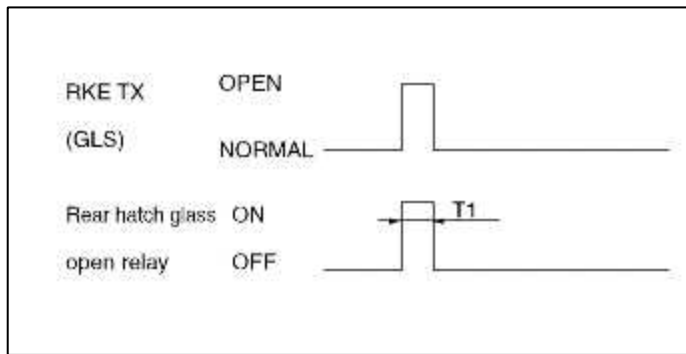 RKE TX OPEN
(GLS) NORMAL
Rear hatch glass ON T1
open relay OFF